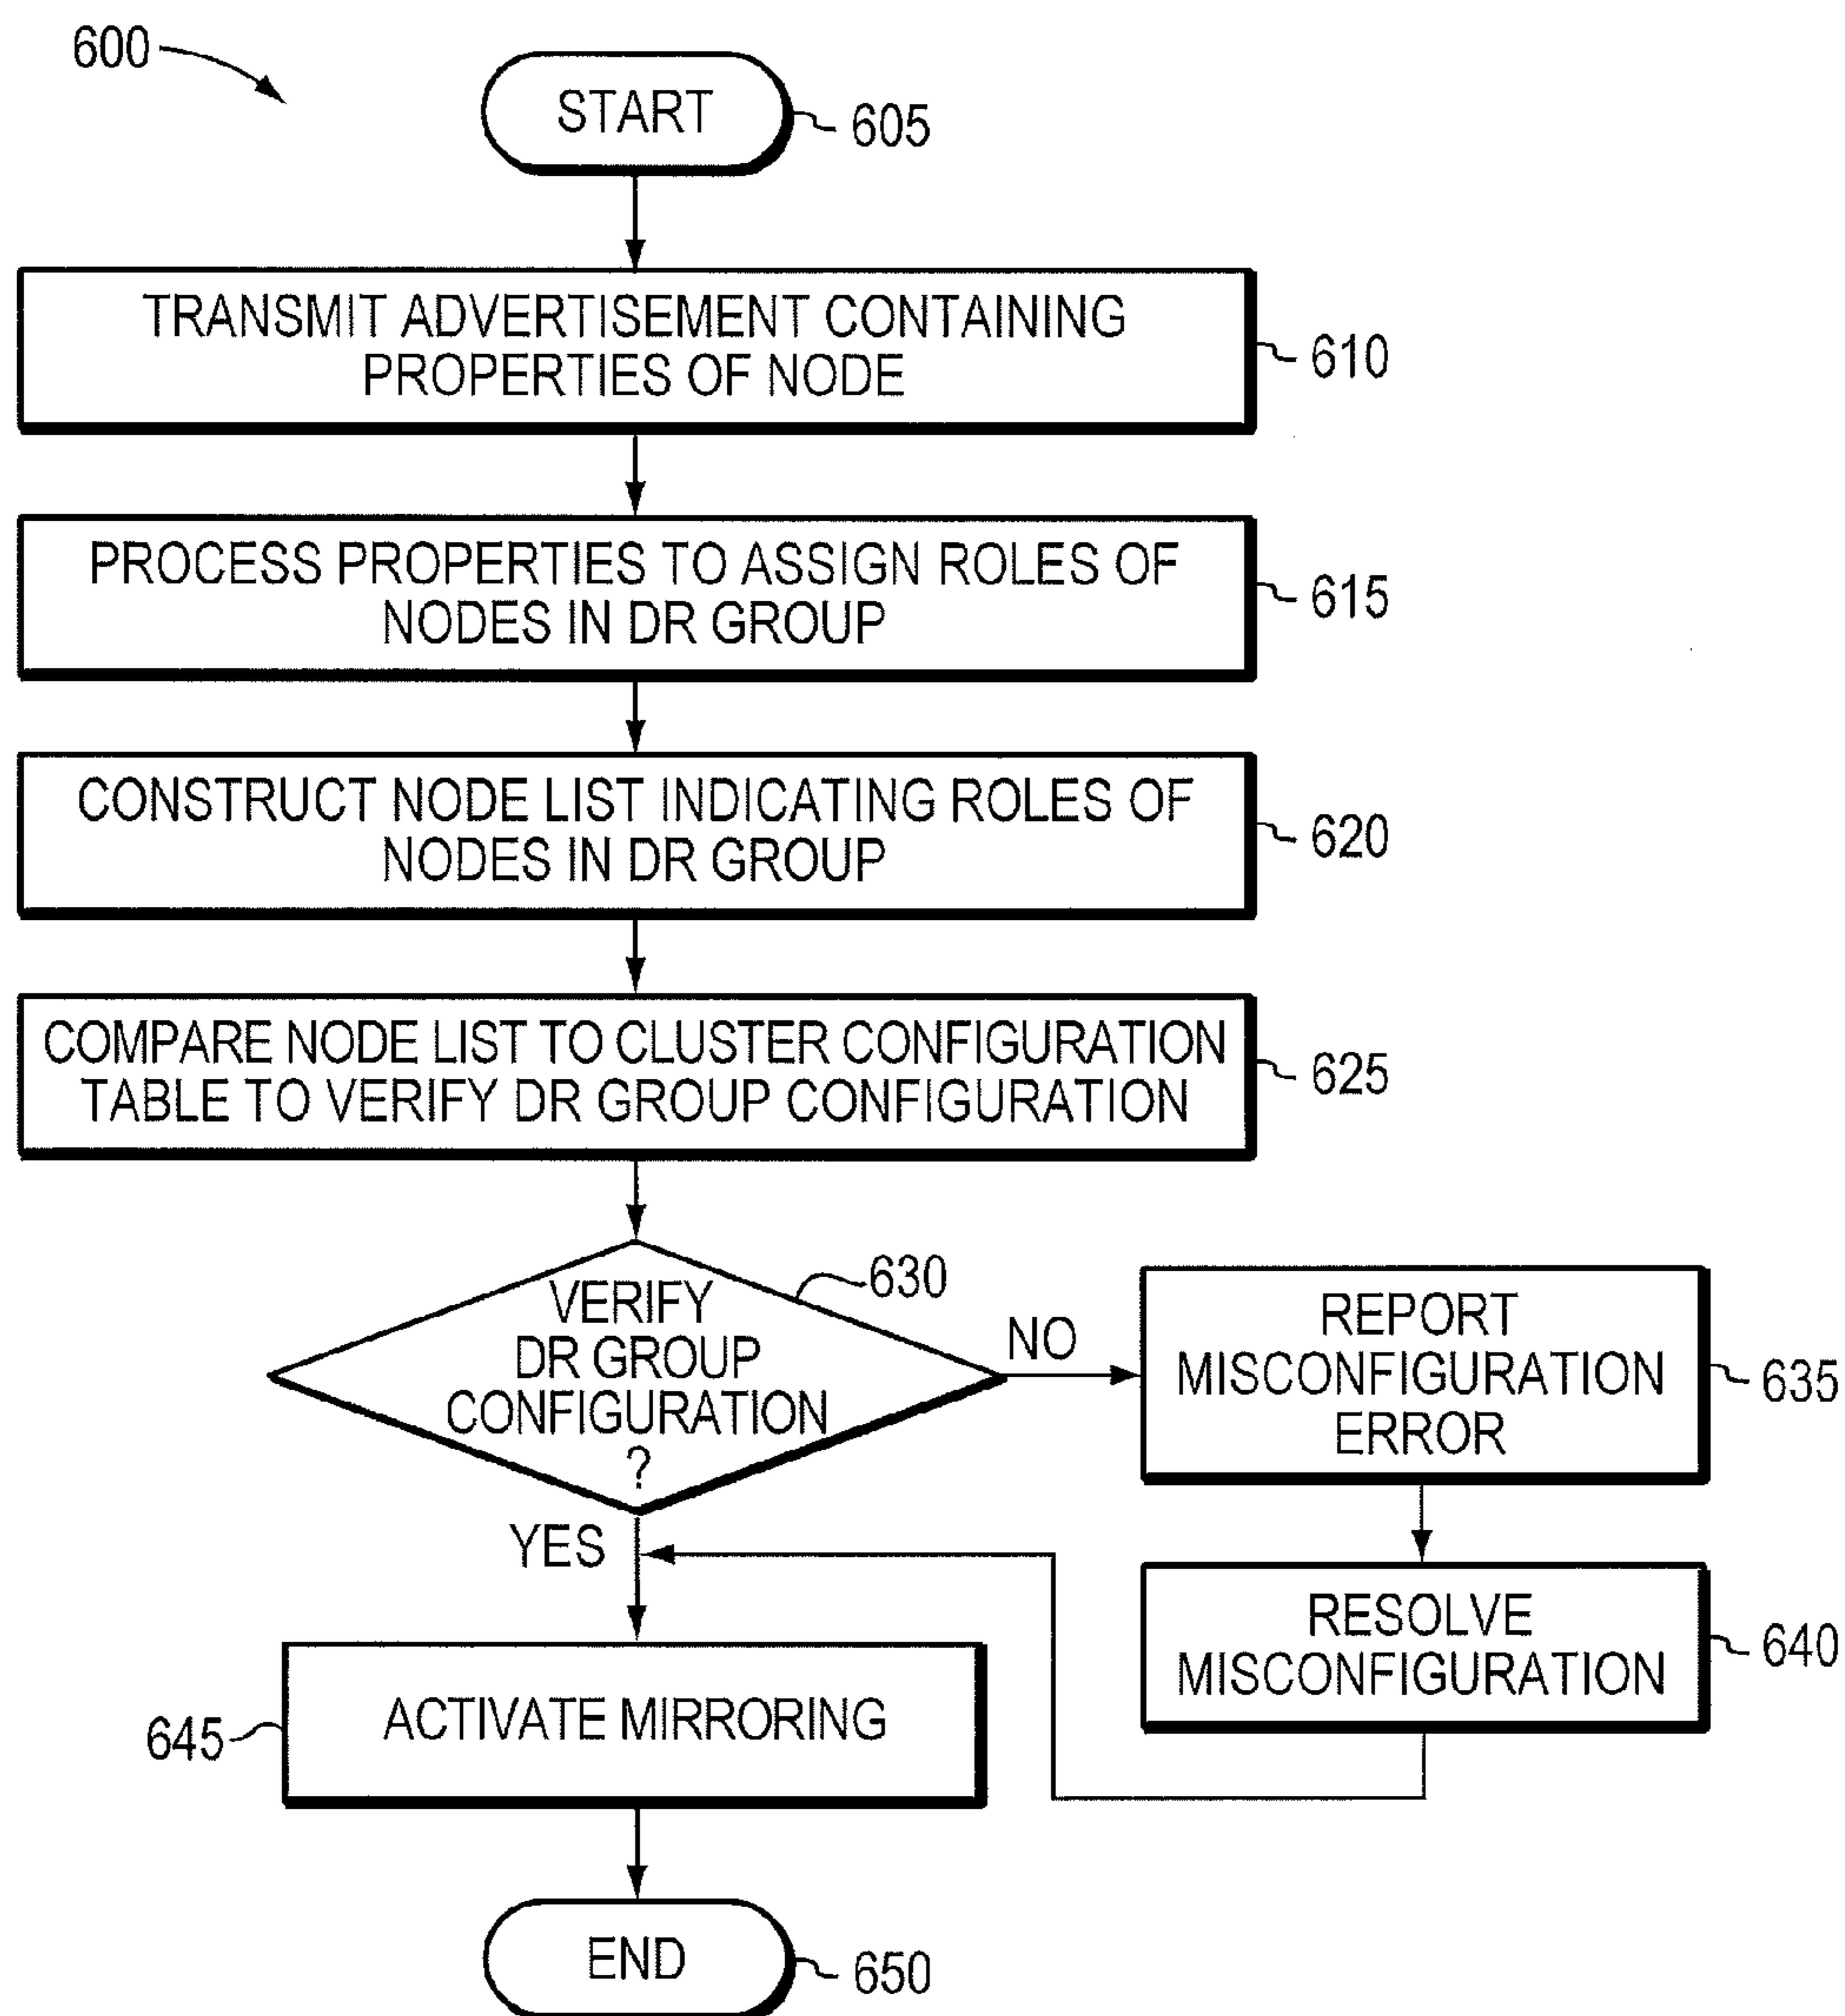 600
START
605
TRANSMIT ADVERTISEMENT CONTAINING
PROPERTIES OF NODE
610
PROCESS PROPERTIES TO ASSIGN ROLES OF
NODES IN DR GROUP
615
CONSTRUCT NODE LIST INDICATING ROLES OF
NODES IN DR GROUP
620
COMPARE NODE LIST TO CLUSTER CONFIGURATION
TABLE TO VERIFY DR GROUP CONFIGURATION
625
VERIFY
DR GROUP
CONFIGURATION
?
630
NO
REPORT
MISCONFIGURATION
ERROR
635
YES
RESOLVE
MISCONFIGURATION
640
ACTIVATE MIRRORING
645
END
650